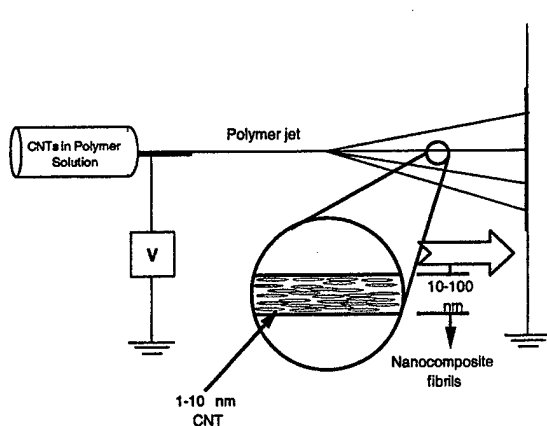 CNTs in Polymer
Solution
Polymer jet
V
10-100
nm
Nanocomposite
fibrils
1-10 nm
CNT